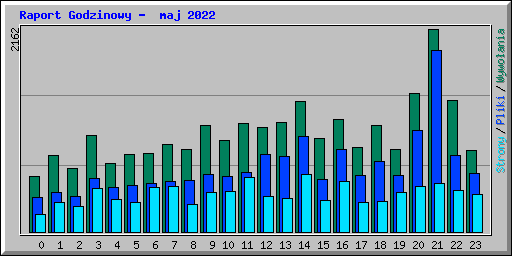 Raport Godzinowy - maj 2022
2162
Strony / Pliki / Wywolania
0 1 2 3 4 5 6 7 8 9 10 11 12 13 14 15 16 17 18 19 20 21 22 23